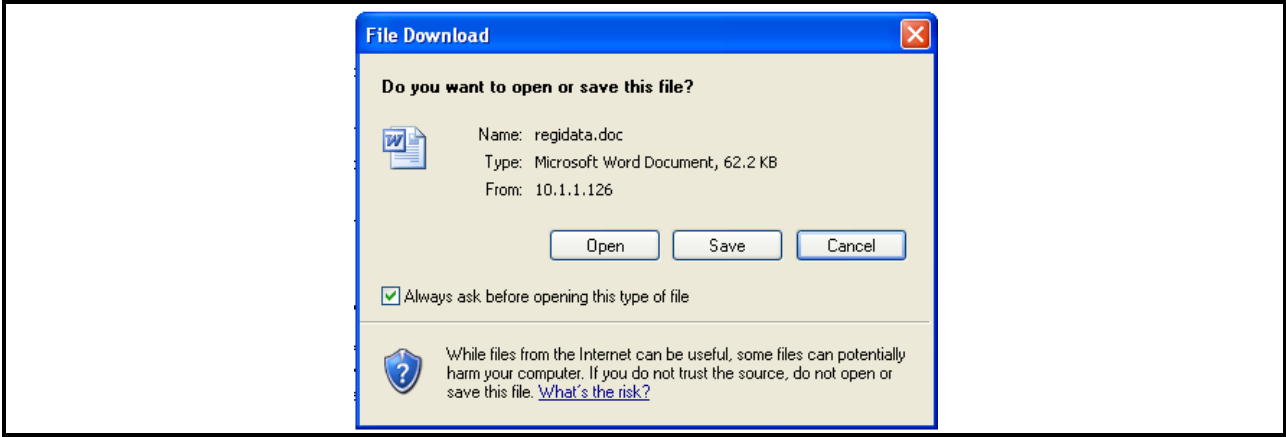 File Download
Do you want to open or save this file?
Name: regidata.doc
Type: Microsoft Word Document, 62.2 KB
From: 10.1.1.126
Open Save Cancel
Always ask before opening this type of file
While files from the Internet can be useful, some files can potentially
harm your computer. If you do not trust the source, do not open or
save this file. What's the risk?